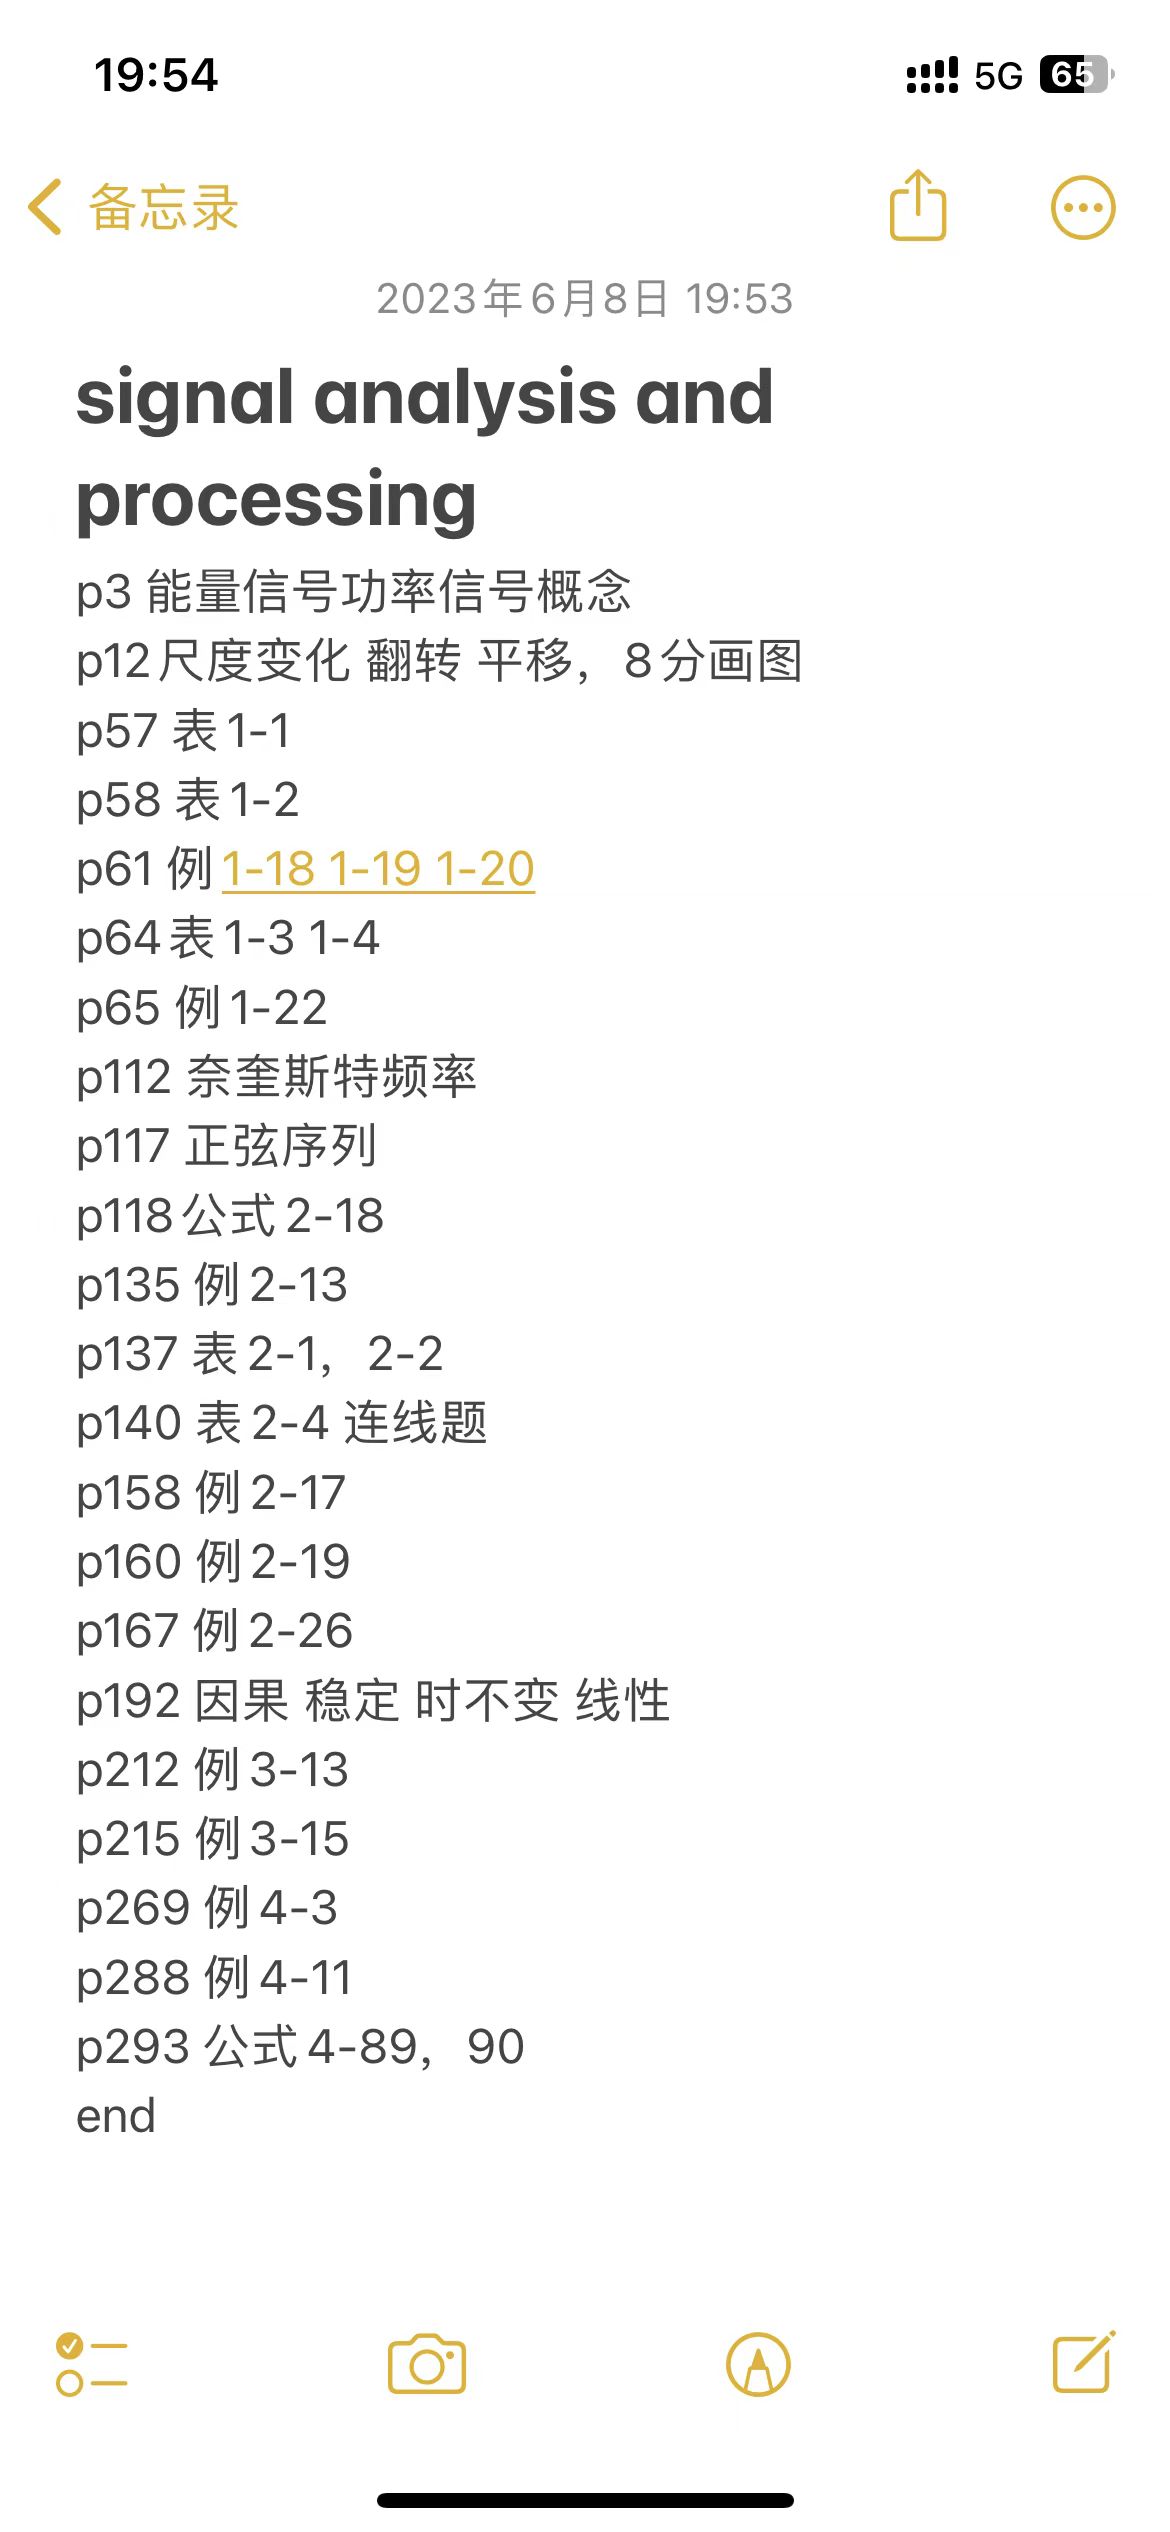 19:54
5G 65
备忘录
2023年6月8日 19:53
signal analysis and
processing
p3 能量信号功率信号概念
p12尺度变化 翻转 平移，8分画图
p57 表1-1
p58 表1-2
p61 例1-18 1-19 1-20
p64表1-3 1-4
p65 例1-22
p112 奈奎斯特频率
p117 正弦序列
p118公式2-18
p135 例2-13
p137 表2-1，2-2
p140 表2-4 连线题
p158 例2-17
p160 例2-19
p167 例2-26
p192 因果 稳定 时不变 线性
p212 例3-13
p215 例3-15
p269 例4-3
p288 例4-11
p293 公式4-89，90
end